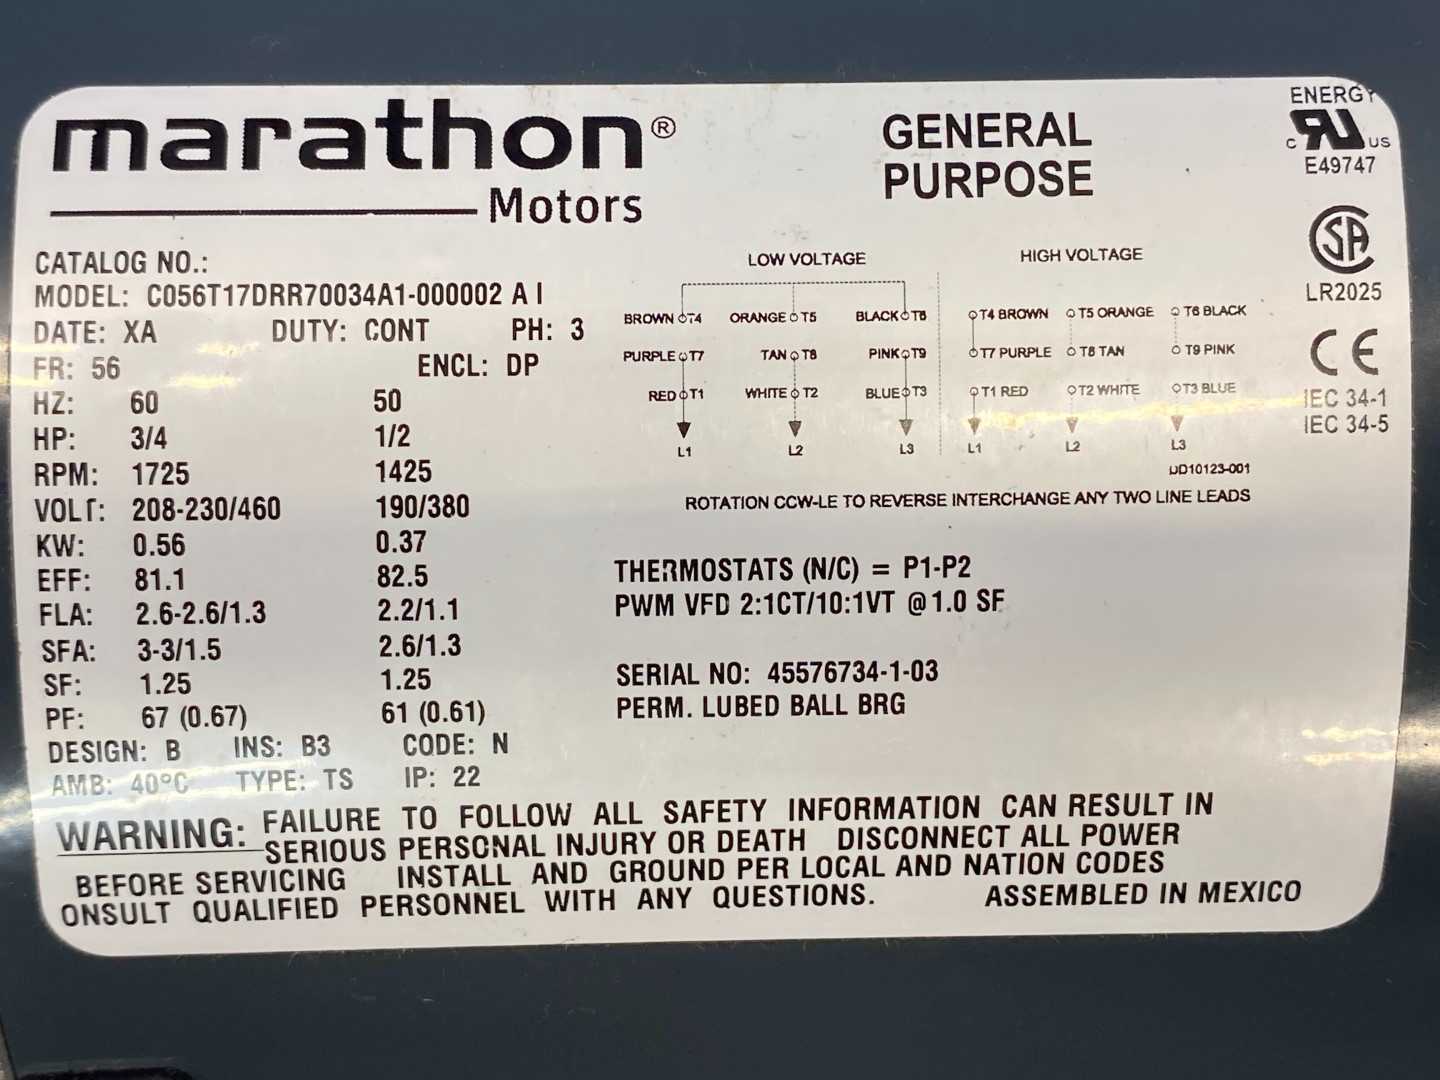 marathon®
Motors
GENERAL
PURPOSE
ENERGY
C US
E49747
LR2025
CE
IEC 34-1
IEC 34-5
CATALOG NO.:
MODEL: C056T17DRR70034A1-000002 A I
DATE: XA DUTY: CONT PH: 3
FR: 56 ENCL: DP
HZ: 60 50
HP: 3/4 1/2
RPM: 1725 1425
VOLT: 208-230/460 190/380
KW: 0.56 0.37
EFF: 81.1 82.5
FLA: 2.6-2.6/1.3 2.2/1.1
SFA: 3-3/1.5 2.6/1.3
SF: 1.25 1.25
PF: 67 (0.67) 61 (0.61)
DESIGN: B INS: B3 CODE: N
AMB: 40°C TYPE: TS IP: 22
LOW VOLTAGE
BROWN T4 ORANGE T5 BLACK T6
PURPLE T7 TAN T8 PINK T9
RED T1 WHITE T2 BLUE T3
L1 L2 L3
HIGH VOLTAGE
T4 BROWN T5 ORANGE T6 BLACK
T7 PURPLE T8 TAN T9 PINK
T1 RED T2 WHITE T3 BLUE
L1 L2 L3
DD10123-001
ROTATION CCW-LE TO REVERSE INTERCHANGE ANY TWO LINE LEADS
THERMOSTATS (N/C) = P1-P2
PWM VFD 2:1CT/10:1VT @ 1.0 SF
SERIAL NO: 45576734-1-03
PERM. LUBED BALL BRG
WARNING: FAILURE TO FOLLOW ALL SAFETY INFORMATION CAN RESULT IN
SERIOUS PERSONAL INJURY OR DEATH DISCONNECT ALL POWER
BEFORE SERVICING INSTALL AND GROUND PER LOCAL AND NATION CODES
ONSULT QUALIFIED PERSONNEL WITH ANY QUESTIONS. ASSEMBLED IN MEXICO